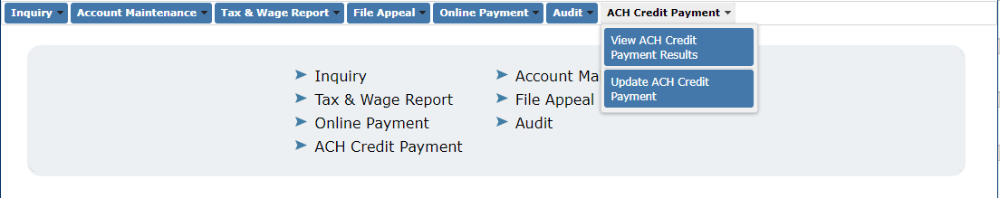 Inquiry Account Maintenance Tax & Wage Report File Appeal Online Payment Audit ACH Credit Payment
View ACH Credit
Payment Results
Update ACH Credit
Payment
Inquiry Account Ma
Tax & Wage Report File Appeal
Online Payment Audit
ACH Credit Payment